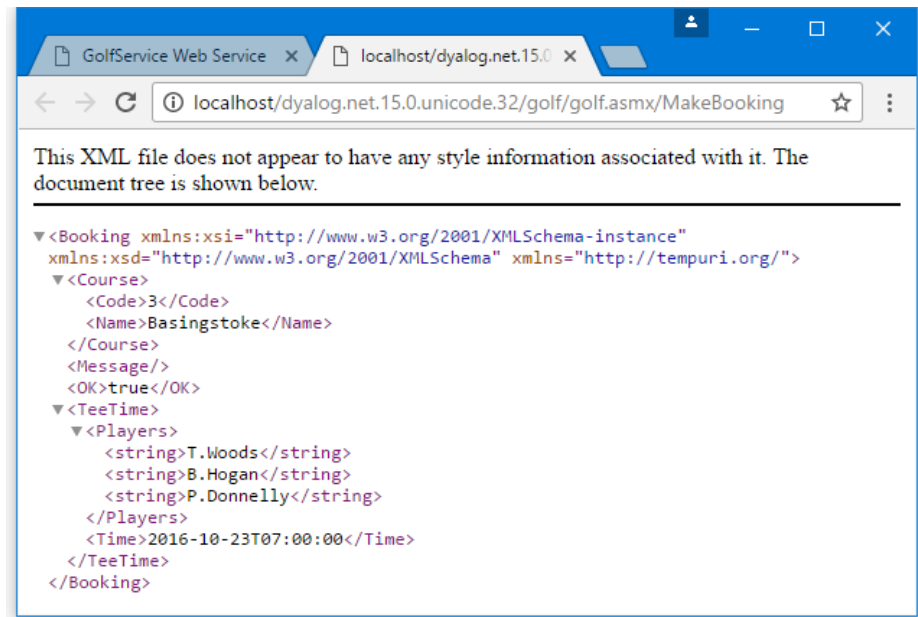 GolfService Web Service
localhost/dyalog.net.15.0
localhost/dyalog.net.15.0.unicode.32/golf/golf.asmx/MakeBooking
This XML file does not appear to have any style information associated with it. The
document tree is shown below.
▼<Booking xmlns:xsi="http://www.w3.org/2001/XMLSchema-instance"
xmlns:xsd="http://www.w3.org/2001/XMLSchema" xmlns="http://tempuri.org/">
▼<Course>
<Code>3</Code>
<Name>Basingstoke</Name>
</Course>
<Message/>
<OK>true</OK>
▼<TeeTime>
▼<Players>
<string>T.Woods</string>
<string>B.Hogan</string>
<string>P.Donnelly</string>
</Players>
<Time>2016-10-23T07:00:00</Time>
</TeeTime>
</Booking>